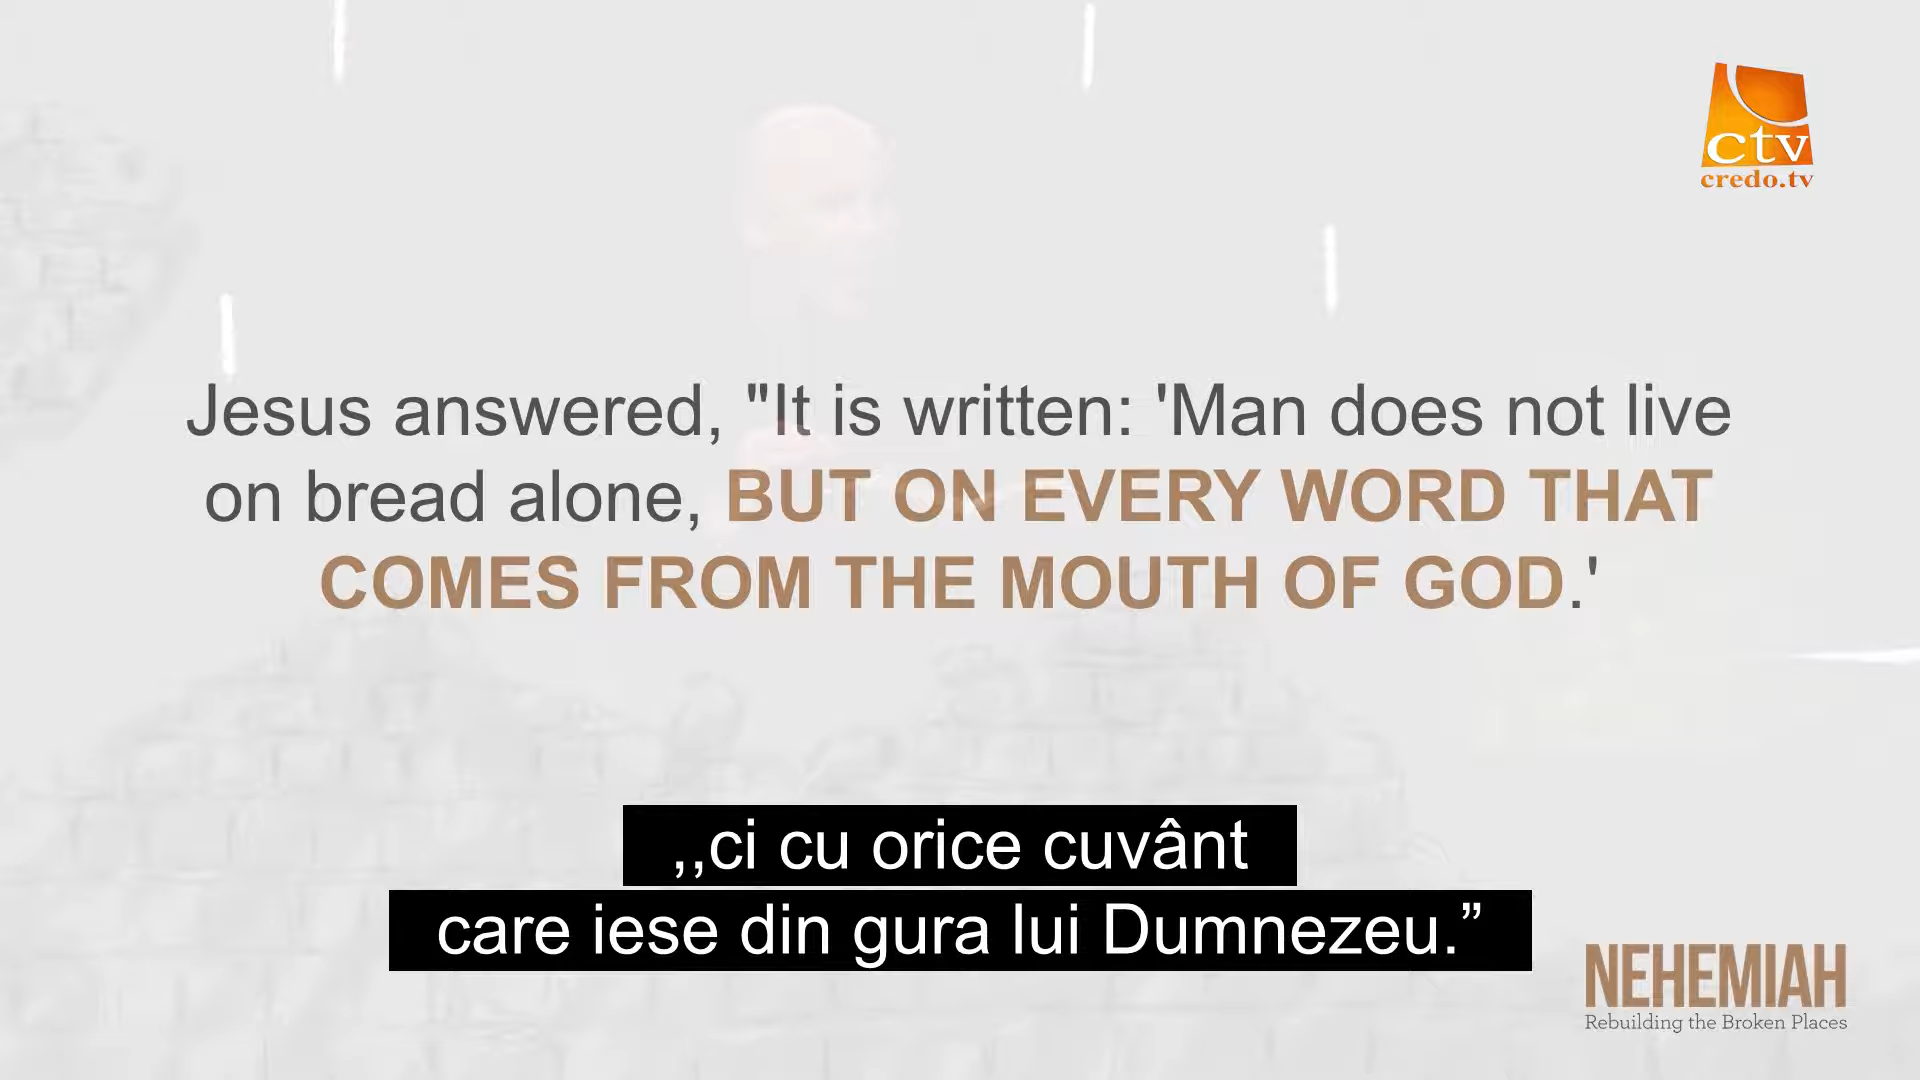 ctv
credo.tv
Jesus answered, "It is written: 'Man does not live
on bread alone, BUT ON EVERY WORD THAT
COMES FROM THE MOUTH OF GOD.'
,,ci cu orice cuvânt
care iese din gura lui Dumnezeu.”
NEHEMIAH
Rebuilding the Broken Places